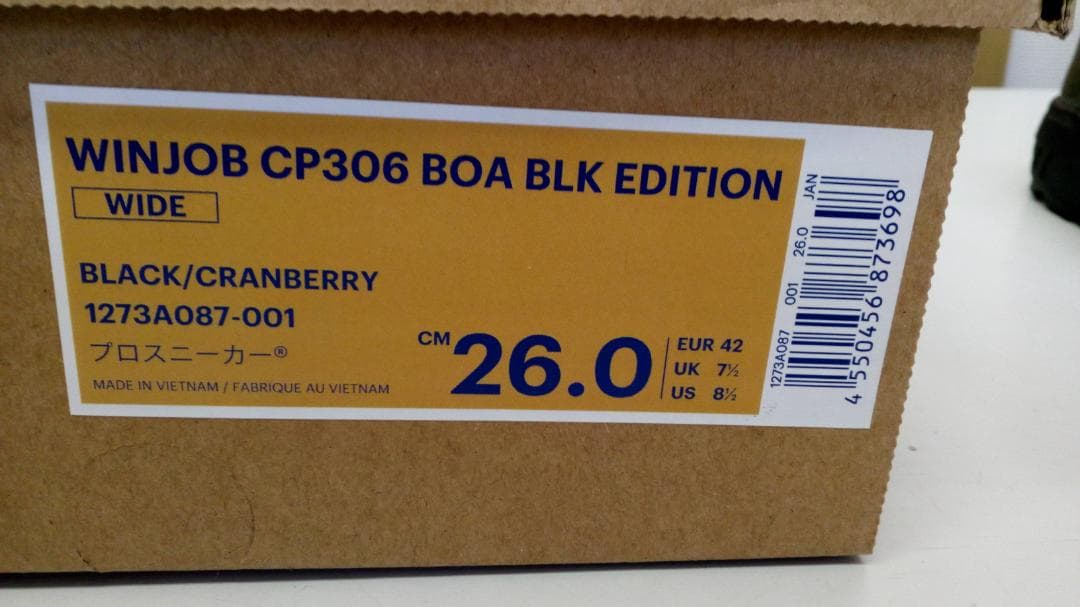 WINJOB CP306 BOA BLK EDITION
WIDE
BLACK/CRANBERRY
1273A087-001
プロスニーカー®
MADE IN VIETNAM / FABRIQUE AU VIETNAM
CM 26.0
EUR 42
UK 7½
US 8½
1273A087 001 26.0 JAN
4 550456 873698